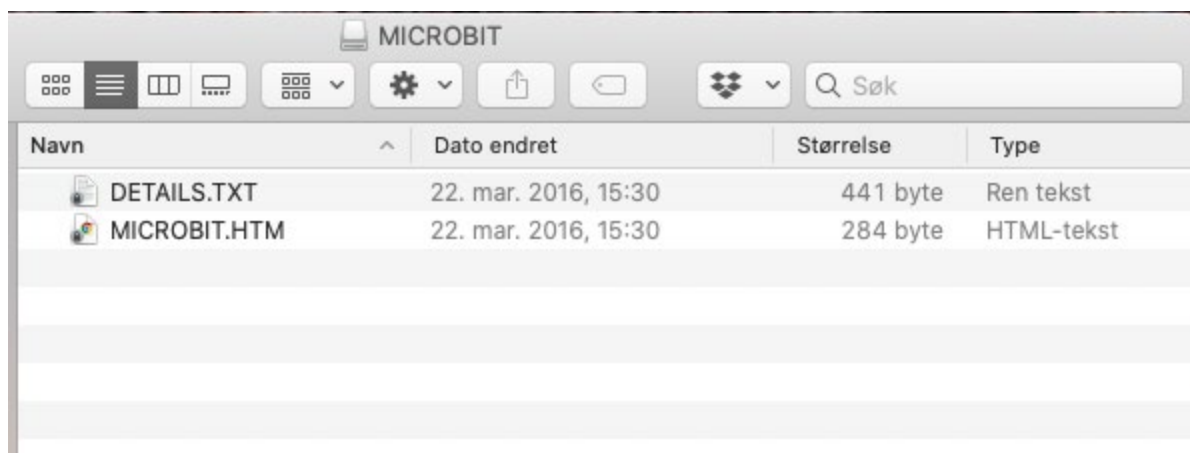 MICROBIT
Søk
Navn Dato endret Størrelse Type
DETAILS.TXT 22. mar. 2016, 15:30 441 byte Ren tekst
MICROBIT.HTM 22. mar. 2016, 15:30 284 byte HTML-tekst